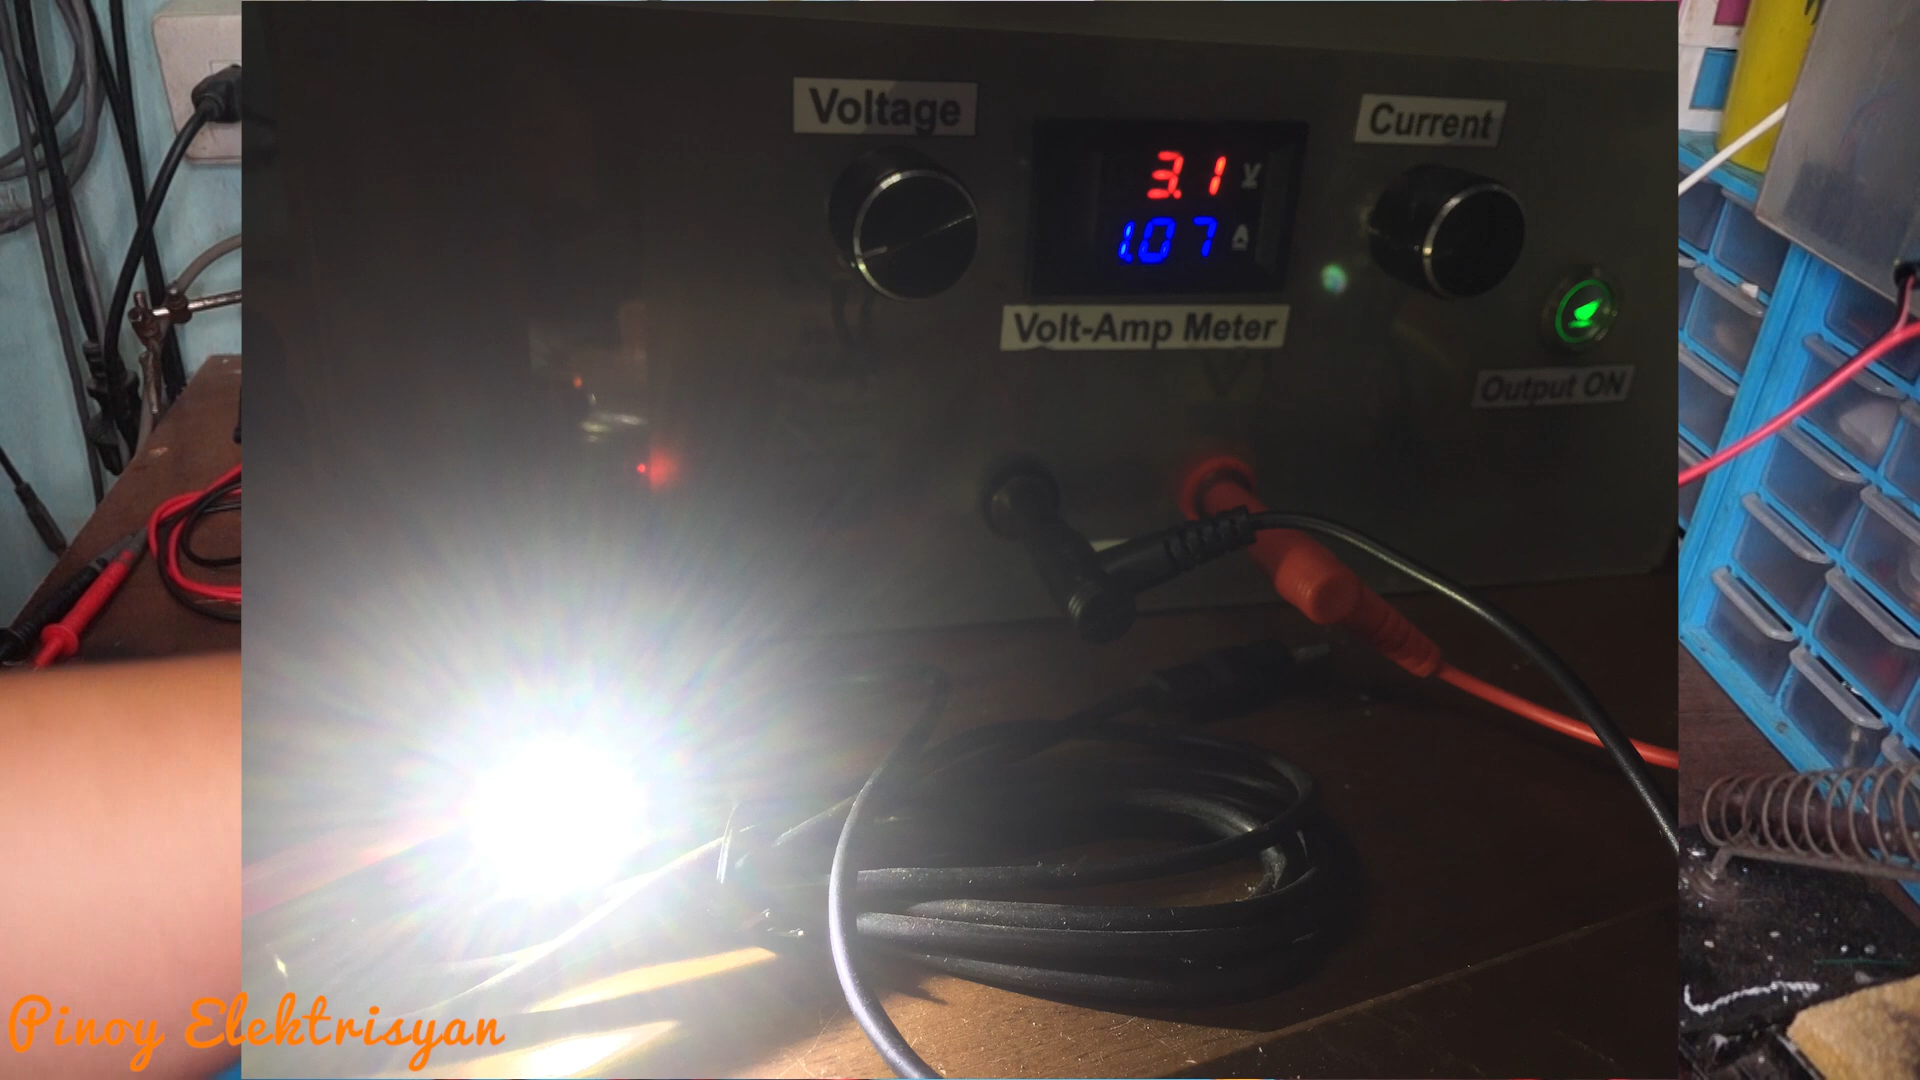 Voltage
3.1 V
1.07 A
Current
Volt-Amp Meter
Output ON
Pinoy Elektrisyan